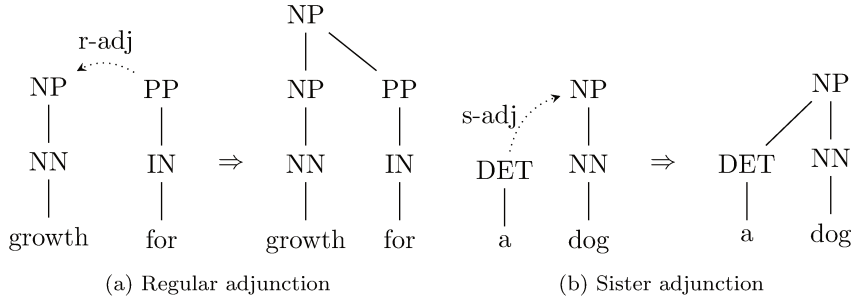 NP
r-adj
NP PP NP PP s-adj NP NP
NN IN ⇒ NN IN DET NN ⇒ DET NN
growth for growth for a dog a dog
(a) Regular adjunction (b) Sister adjunction